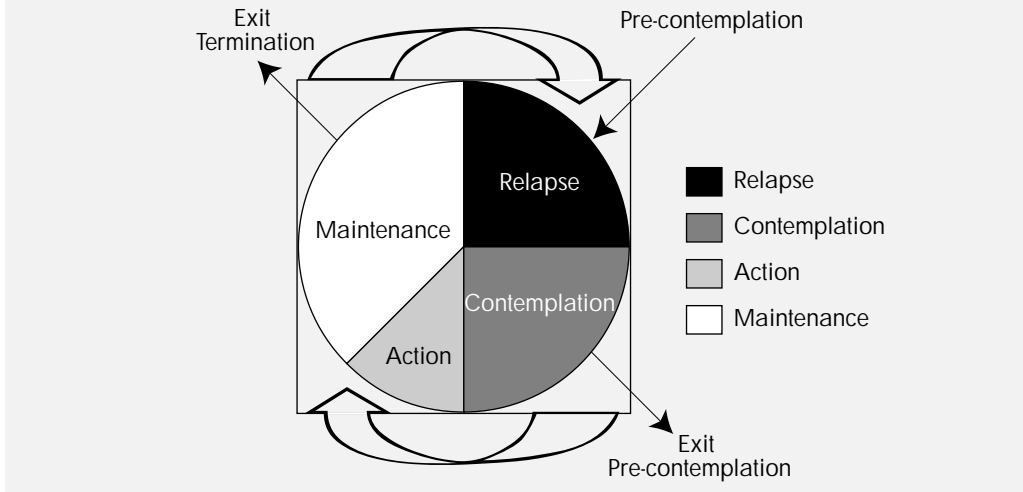 Exit
Termination
Pre-contemplation
Relapse
Maintenance
Contemplation
Action
Relapse
Contemplation
Action
Maintenance
Exit
Pre-contemplation